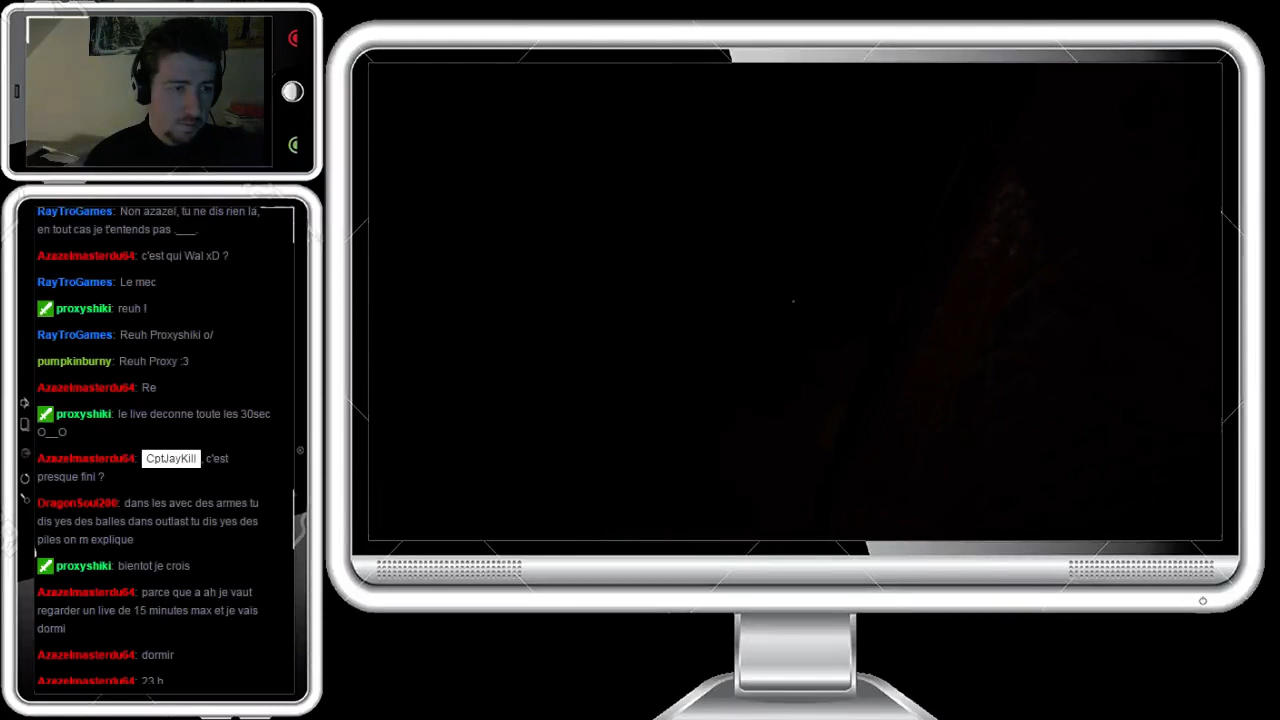 RayTroGames: Non azazel, tu ne dis rien la,
en tout cas je t'entends pas .___.
Azazelmasterdu64: c'est qui Wal xD ?
RayTroGames: Le mec
proxyshiki: reuh !
RayTroGames: Reuh Proxyshiki o/
pumpkinburny: Reuh Proxy :3
Azazelmasterdu64: Re
proxyshiki: le live deconne toute les 30sec
O__O
Azazelmasterdu64: CptJayKill , c'est
presque fini ?
DragonSoul200: dans les avec des armes tu
dis yes des balles dans outlast tu dis yes des
piles on m explique
proxyshiki: bientot je crois
Azazelmasterdu64: parce que a ah je vaut
regarder un live de 15 minutes max et je vais
dormi
Azazelmasterdu64: dormir
Azazelmasterdu64: 23 h